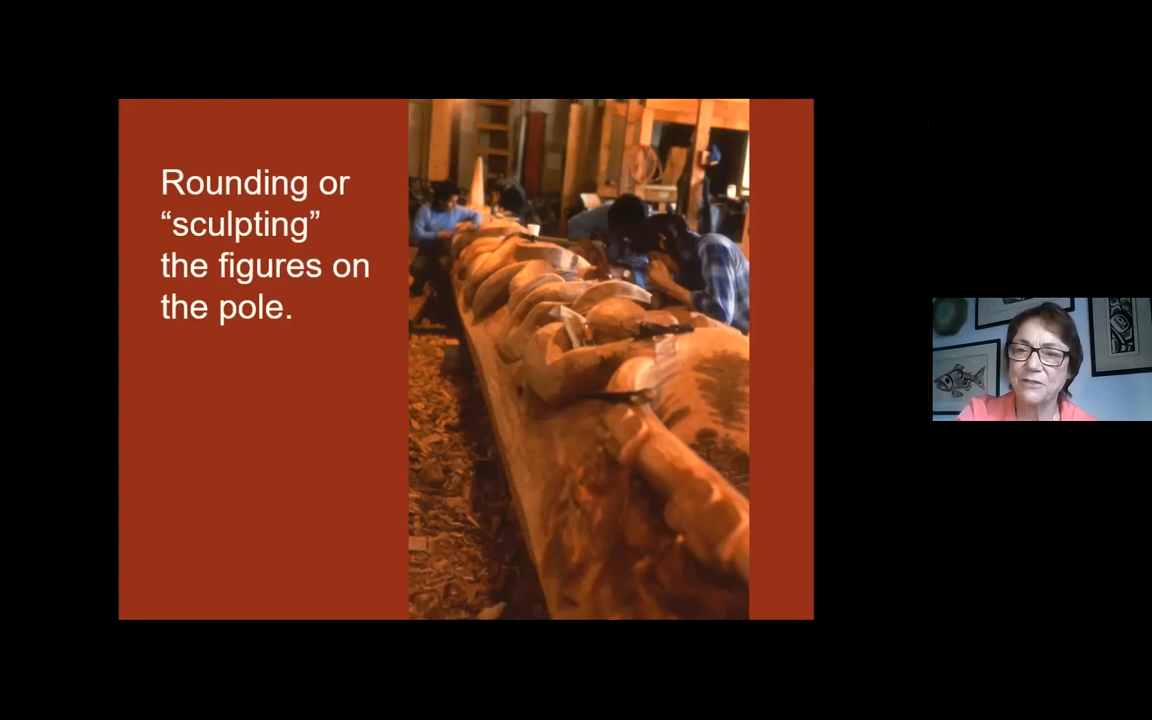 Rounding or
“sculpting”
the figures on
the pole.